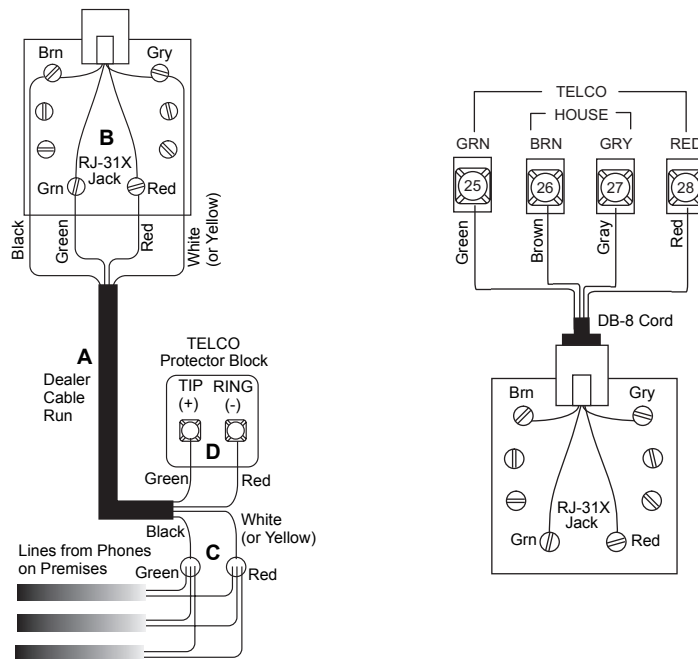 Brn
Gry
B
RJ-31X
Jack
Grn
Red
Black
Green
Red
White
(or Yellow)
A
Dealer
Cable
Run
TELCO
Protector Block
TIP
(+)
RING
(-)
D
Green
Red
Black
White
(or Yellow)
C
Lines from Phones
on Premises
Green
Red
TELCO
HOUSE
GRN
BRN
GRY
RED
25
26
27
28
Green
Brown
Gray
Red
DB-8 Cord
Brn
Gry
RJ-31X
Jack
Grn
Red